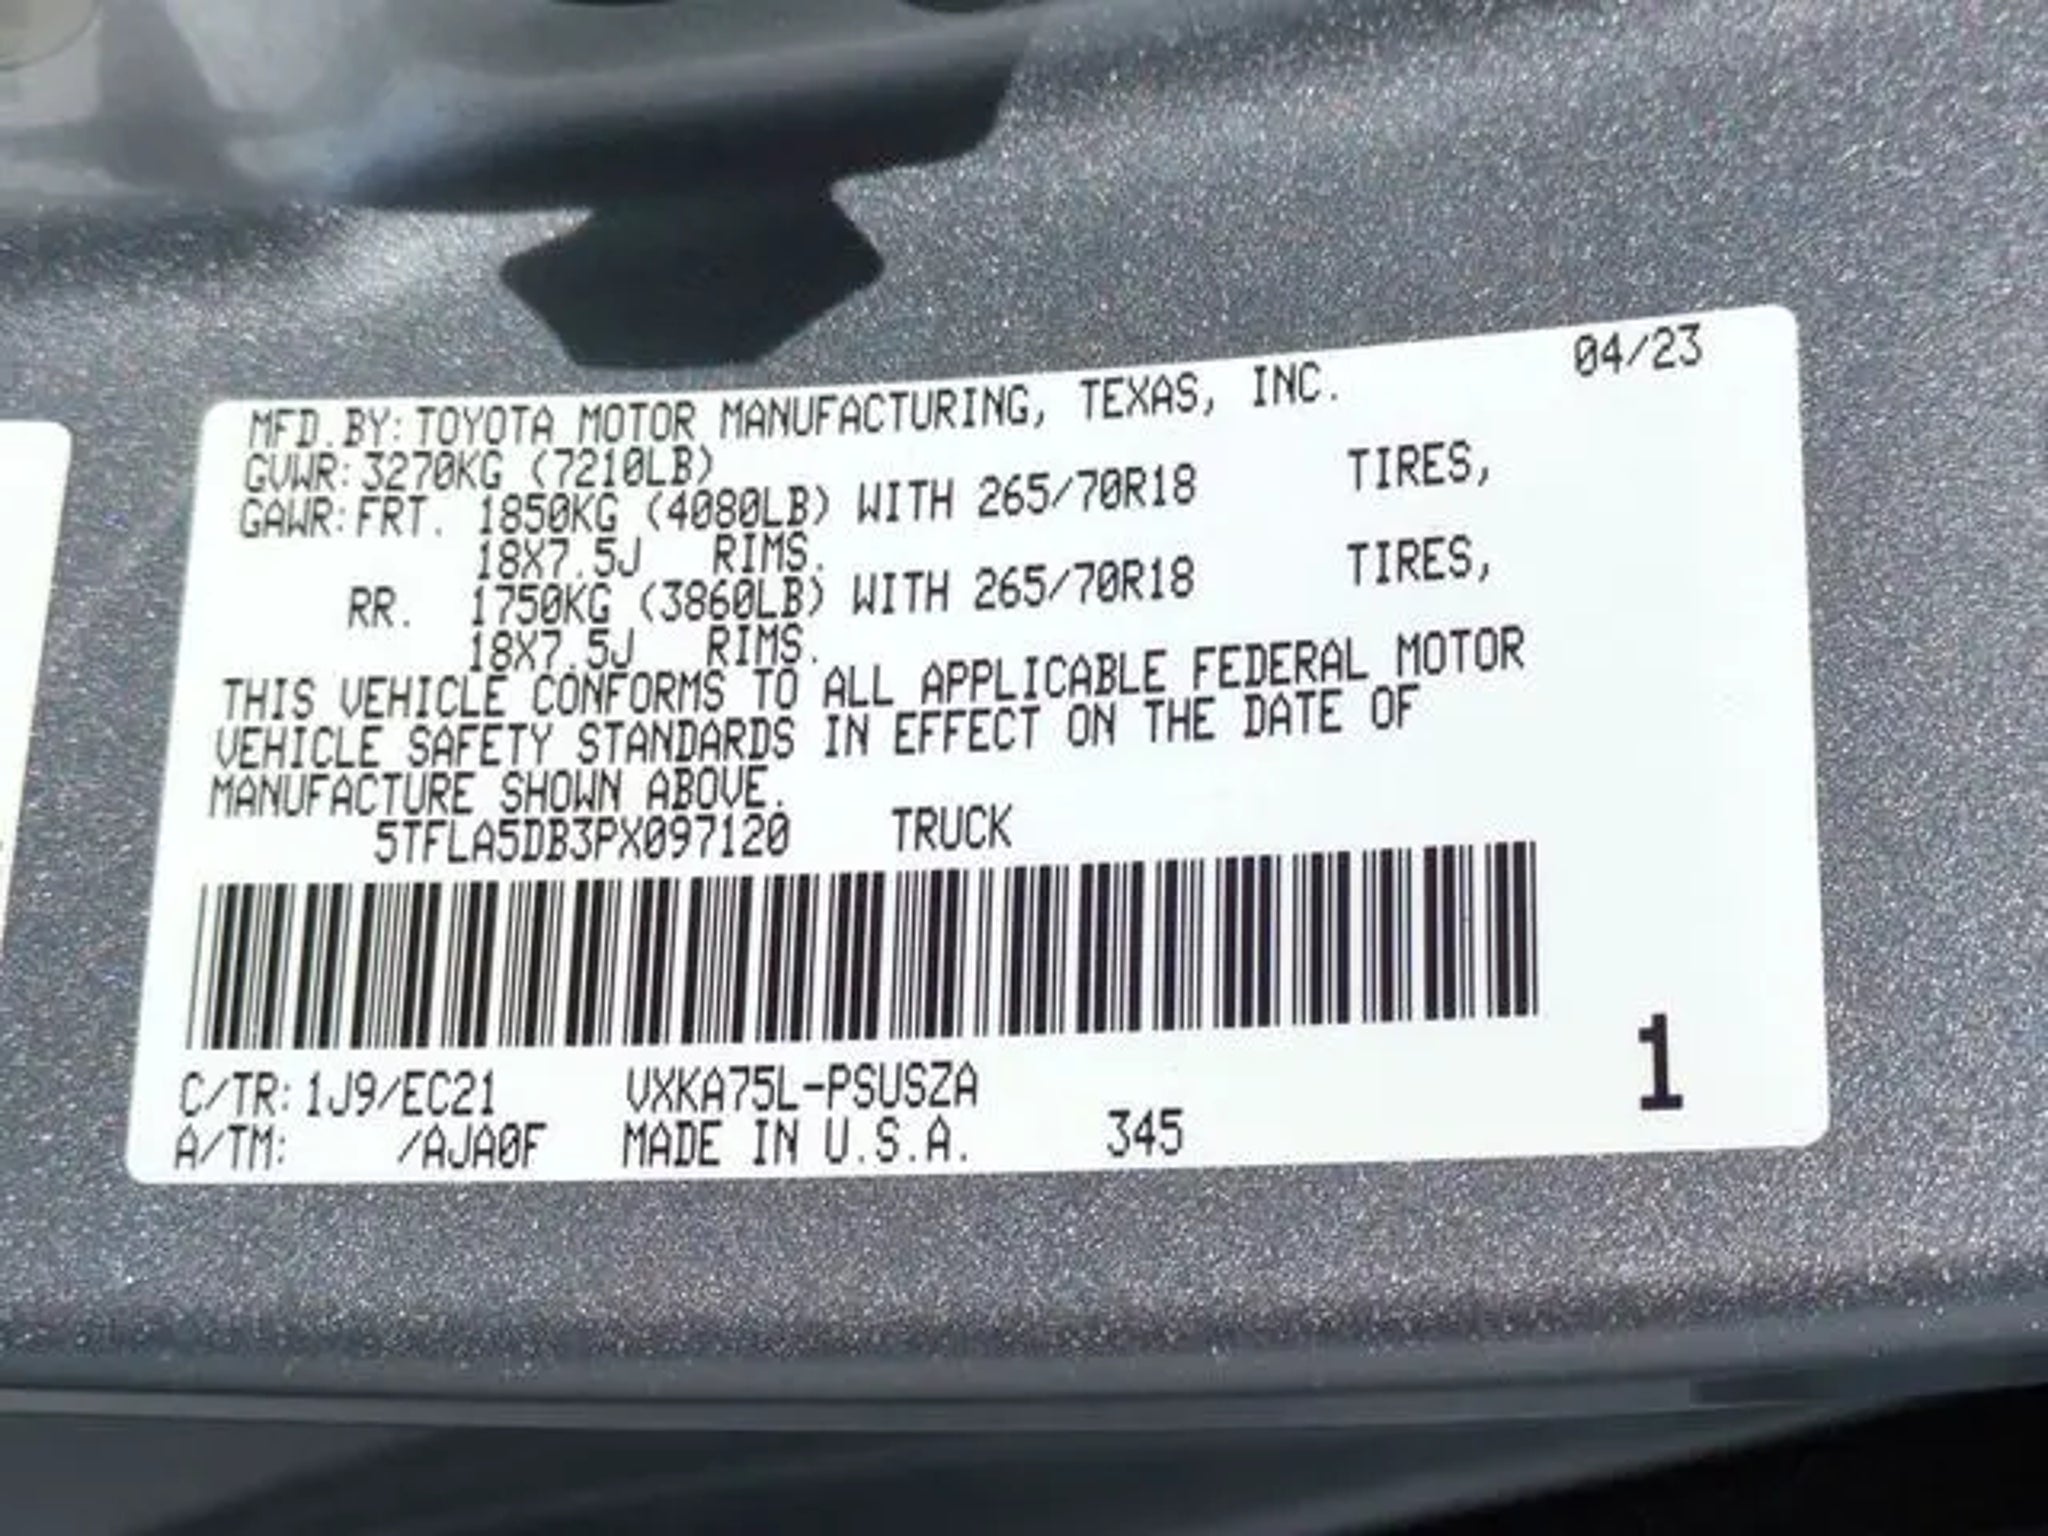 MFD.BY:TOYOTA MOTOR MANUFACTURING, TEXAS, INC. 04/23
GVWR:3270KG (7210LB)
GAWR:FRT. 1850KG (4080LB) WITH 265/70R18 TIRES,
18X7.5J RIMS.
RR. 1750KG (3860LB) WITH 265/70R18 TIRES,
18X7.5J RIMS.
THIS VEHICLE CONFORMS TO ALL APPLICABLE FEDERAL MOTOR
VEHICLE SAFETY STANDARDS IN EFFECT ON THE DATE OF
MANUFACTURE SHOWN ABOVE.
5TFLA5DB3PX097120 TRUCK
1
C/TR:1J9/EC21 VXKA75L-PSUSZA
A/TM: /AJA0F MADE IN U.S.A. 345